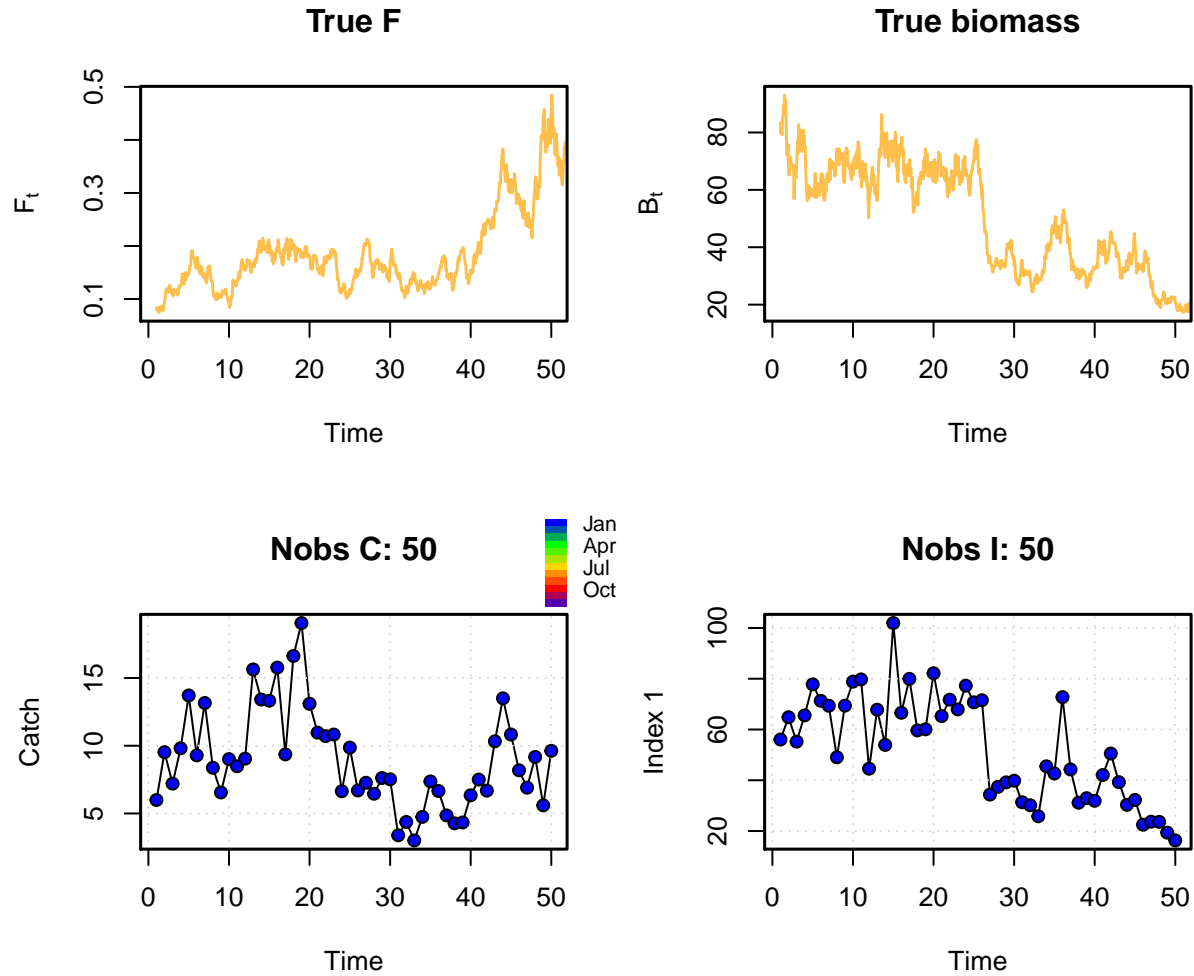 True F
F_t
0.1 0.3 0.5
0 10 20 30 40 50
Time
True biomass
B_t
20 40 60 80
0 10 20 30 40 50
Time
Nobs C: 50
Jan
Apr
Jul
Oct
Catch
5 10 15
0 10 20 30 40 50
Time
Nobs I: 50
Index 1
20 60 100
0 10 20 30 40 50
Time